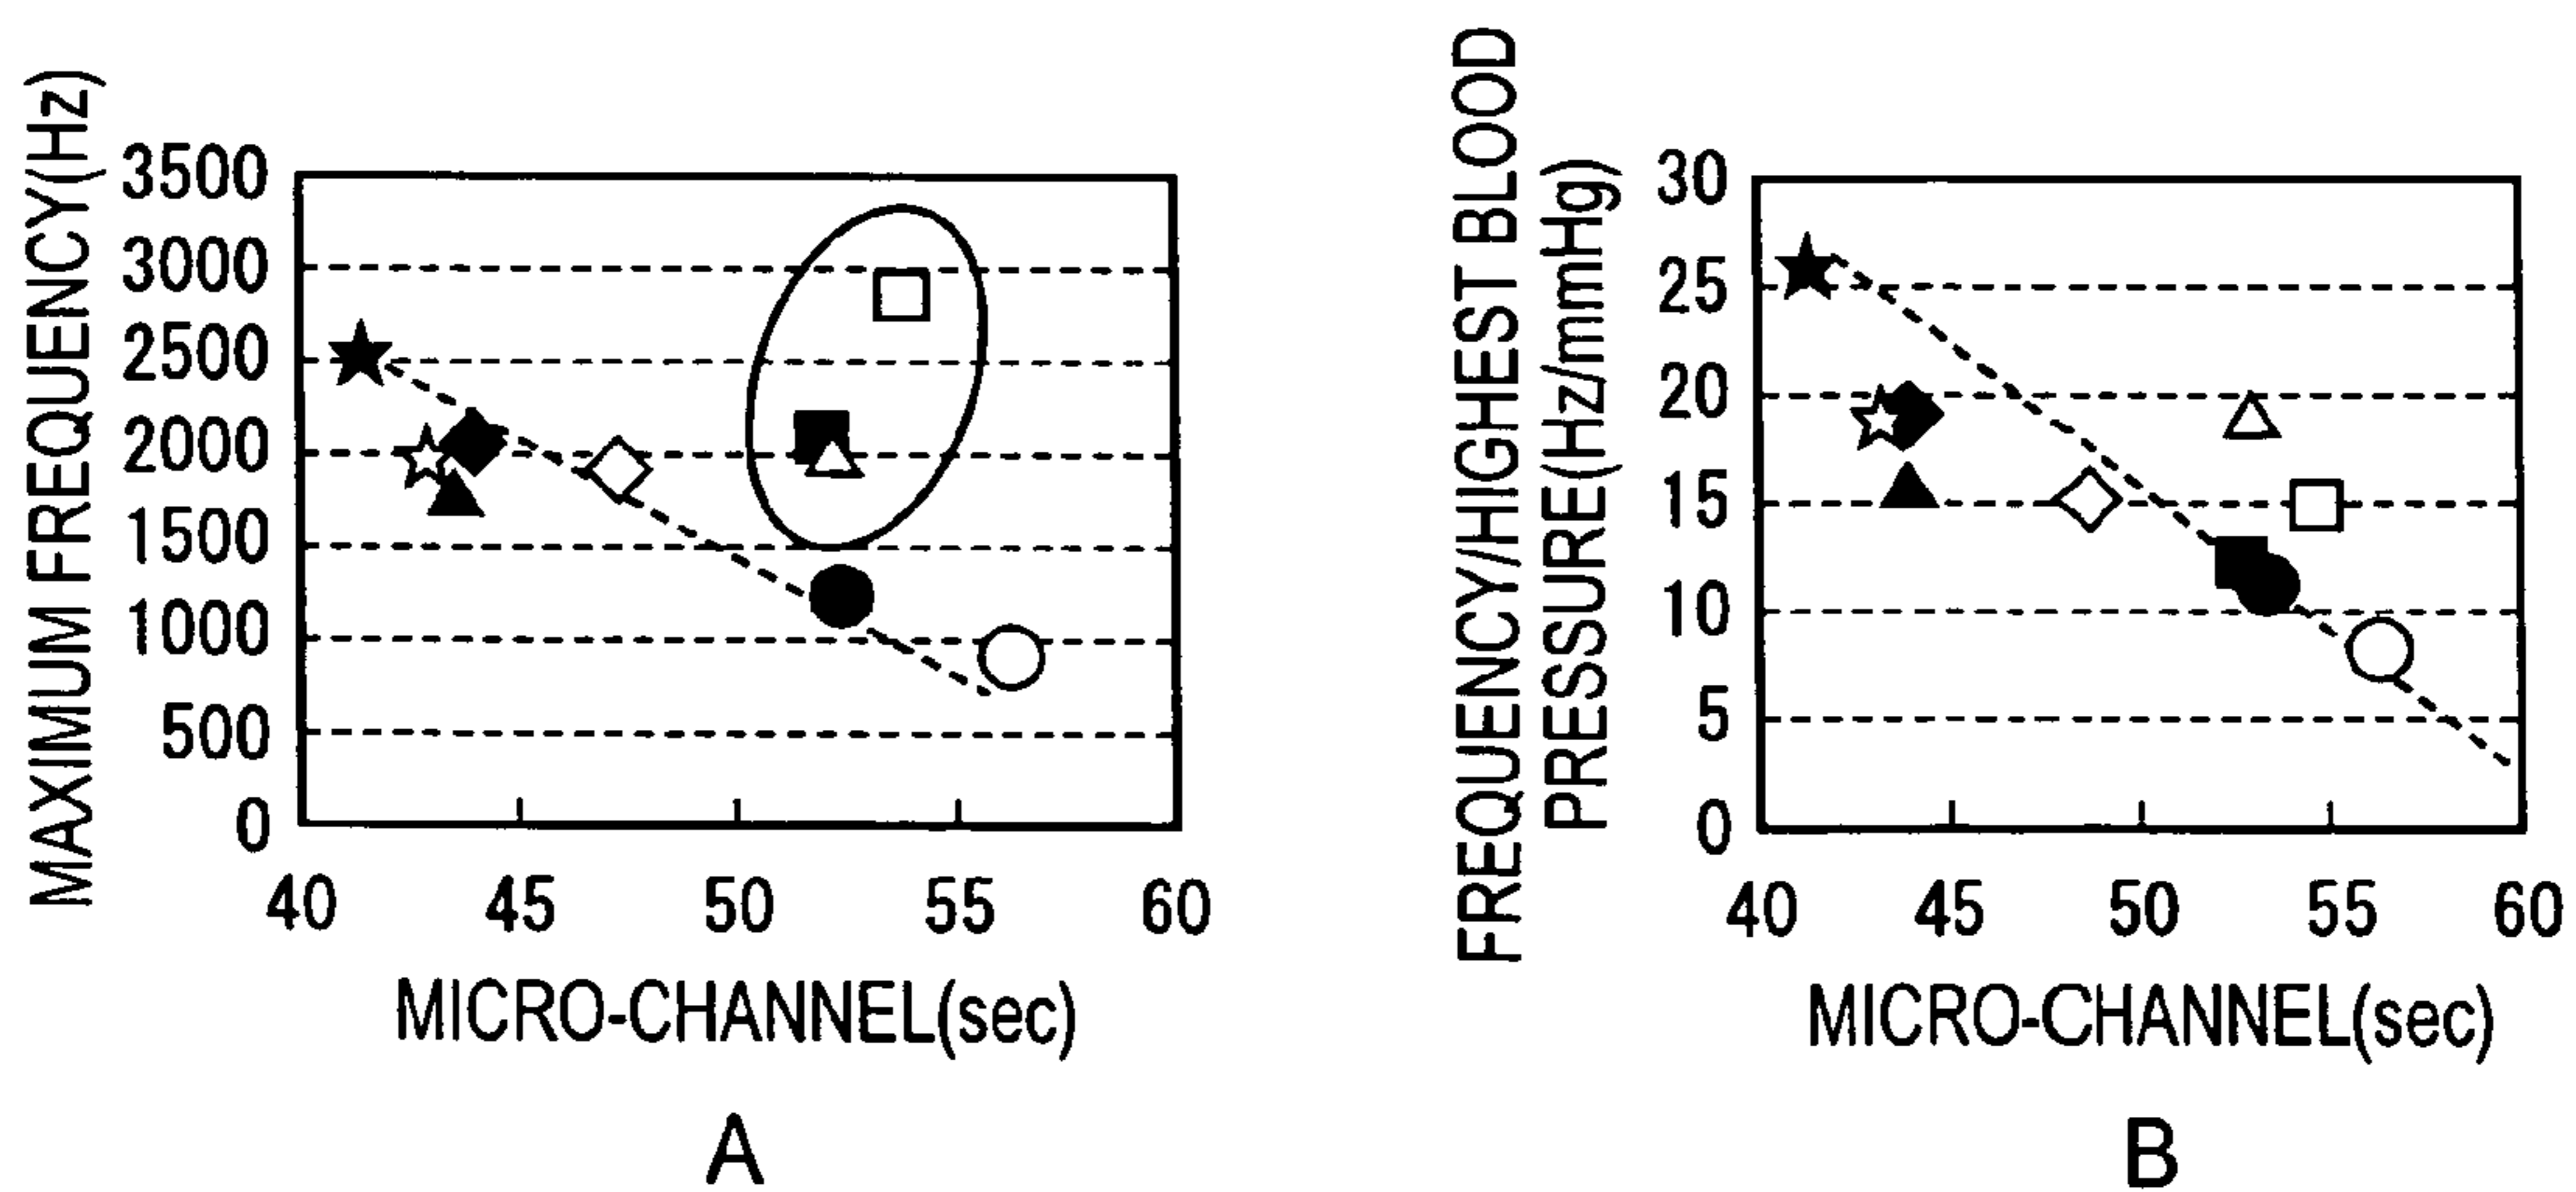 MAXIMUM FREQUENCY(Hz)
3500
3000
2500
2000
1500
1000
500
0
40 45 50 55 60
MICRO-CHANNEL(sec)
A
FREQUENCY/HIGHEST BLOOD
PRESSURE(Hz/mmHg)
30
25
20
15
10
5
0
40 45 50 55 60
MICRO-CHANNEL(sec)
B